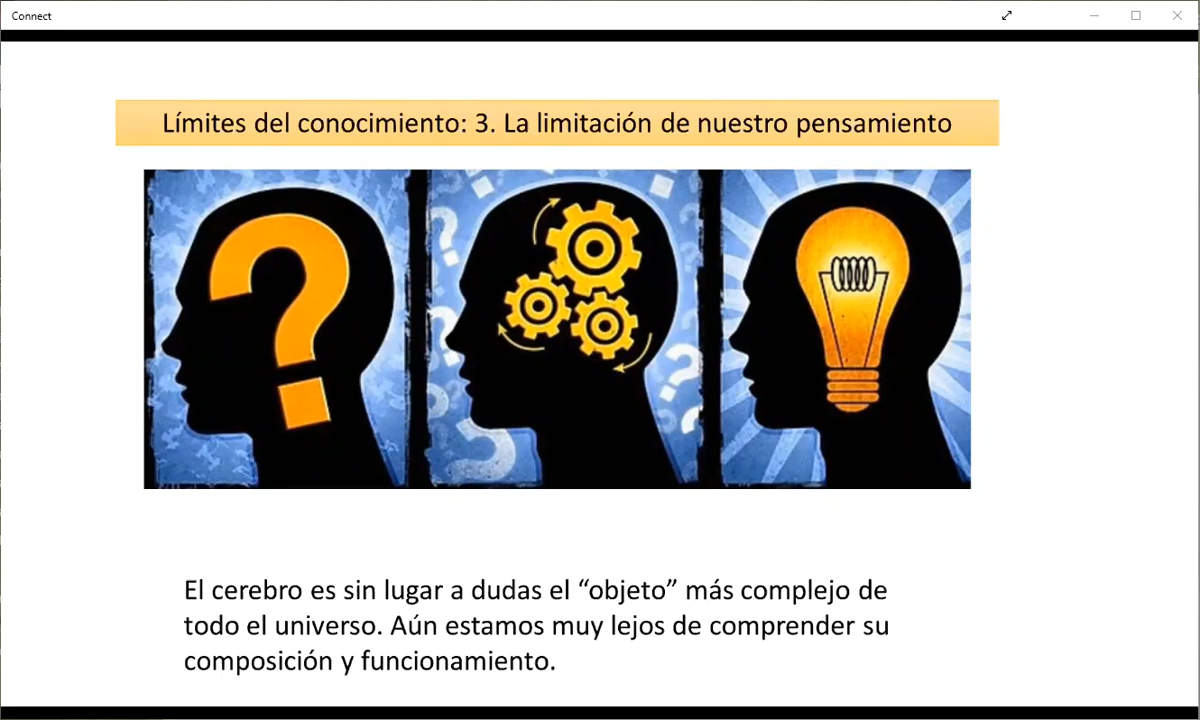 Connect
Límites del conocimiento: 3. La limitación de nuestro pensamiento
El cerebro es sin lugar a dudas el “objeto” más complejo de
todo el universo. Aún estamos muy lejos de comprender su
composición y funcionamiento.